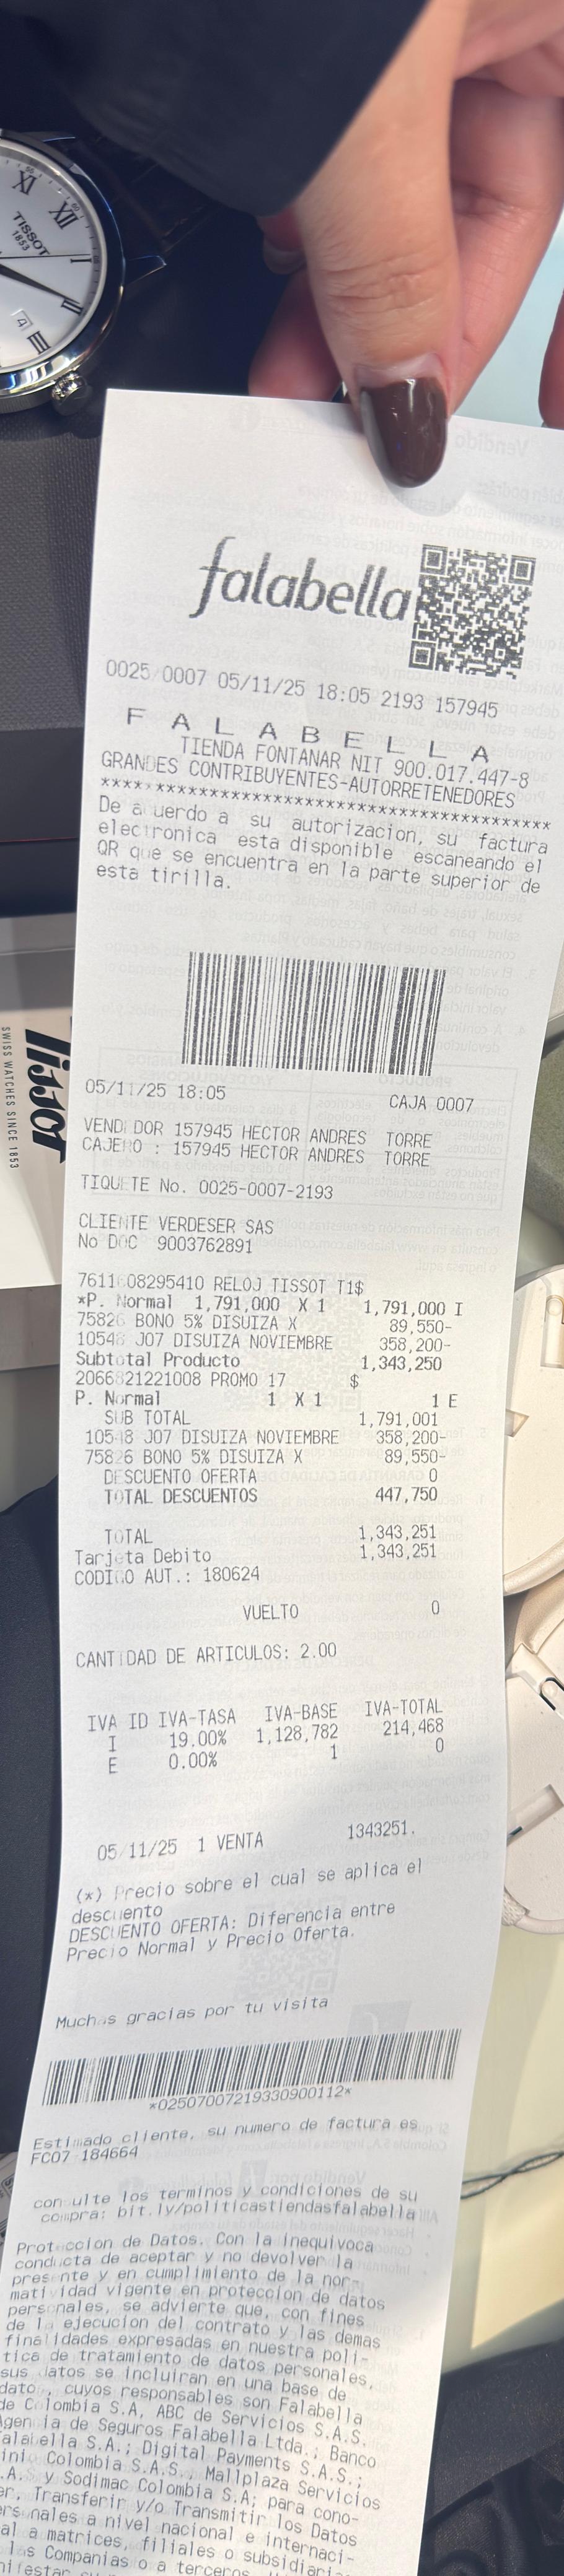 XI
XII
TISSOT
1853
I
II
4
III
falabella
0025 0007 05/11/25 18:05 2193 157945
F A L A B E L L A
TIENDA FONTANAR NIT 900.017.447-8
GRANDES CONTRIBUYENTES-AUTORRETENEDORES
******************************************
De acuerdo a su autorizacion, su factura
electronica esta disponible escaneando el
QR que se encuentra en la parte superior de
esta tirilla.
Tissot
SWISS WATCHES SINCE 1853
05/11/25 18:05 CAJA 0007
VENDEDOR 157945 HECTOR ANDRES TORRE
CAJERO : 157945 HECTOR ANDRES TORRE
TIQUETE No. 0025-0007-2193
CLIENTE VERDESER SAS
No DOC 9003762891
7611608295410 RELOJ TISSOT T1$
*P. Normal 1,791,000 X 1 1,791,000 I
75826 BONO 5% DISUIZA X 89,550-
10548 J07 DISUIZA NOVIEMBRE 358,200-
Subtotal Producto 1,343,250
2066821221008 PROMO 17 $
P. Normal 1 X 1 1 E
SUB TOTAL 1,791,001
10548 J07 DISUIZA NOVIEMBRE 358,200-
75826 BONO 5% DISUIZA X 89,550-
DESCUENTO OFERTA 0
TOTAL DESCUENTOS 447,750
TOTAL 1,343,251
Tarjeta Debito 1,343,251
CODIGO AUT.: 180624
VUELTO 0
CANTIDAD DE ARTICULOS: 2.00
IVA ID IVA-TASA IVA-BASE IVA-TOTAL
I 19.00% 1,128,782 214,468
E 0.00% 1 0
05/11/25 1 VENTA 1343251.
(*) Precio sobre el cual se aplica el
descuento
DESCUENTO OFERTA: Diferencia entre
Precio Normal y Precio Oferta.
Muchas gracias por tu visita
*02507007219330900112*
Estimado cliente, su numero de factura es
FC07 184664
consulte los terminos y condiciones de su
compra: bit.ly/politicastiendasfalabella
Proteccion de Datos. Con la inequivoca
conducta de aceptar y no devolver la
presente y en cumplimiento de la nor-
matividad vigente en proteccion de datos
personales, se advierte que, con fines
de la ejecucion del contrato y las demas
finalidades expresadas en nuestra poli-
tica de tratamiento de datos personales,
sus datos se incluiran en una base de
datos, cuyos responsables son Falabella
de Colombia S.A, ABC de Servicios S.A.S.
Agencia de Seguros Falabella Ltda.; Banco
Falabella S.A.; Digital Payments S.A.S.;
Colombia S.A.S., Mallplaza Servicios
S.A. y Sodimac Colombia S.A; para cono-
cer, Transferir y/o Transmitir los Datos
Personales a nivel nacional e internaci-
al a matrices, filiales o subsidiarias
las Companias o a terceros